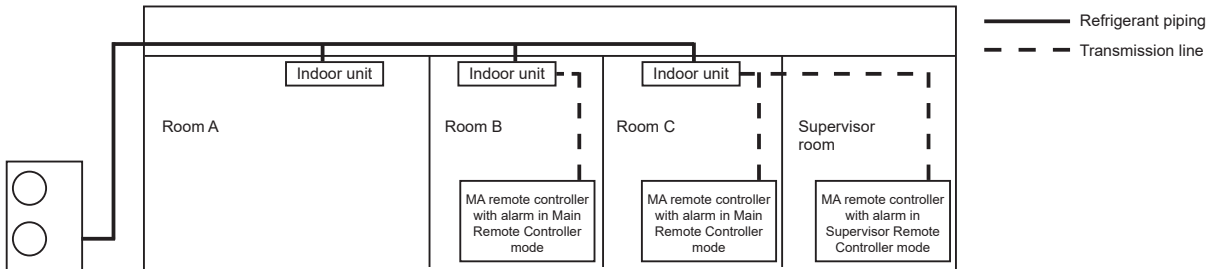 Refrigerant piping
Transmission line
Indoor unit
Indoor unit
Indoor unit
Room A
Room B
Room C
Supervisor
room
MA remote controller
with alarm in Main
Remote Controller
mode
MA remote controller
with alarm in Main
Remote Controller
mode
MA remote controller
with alarm in
Supervisor Remote
Controller mode